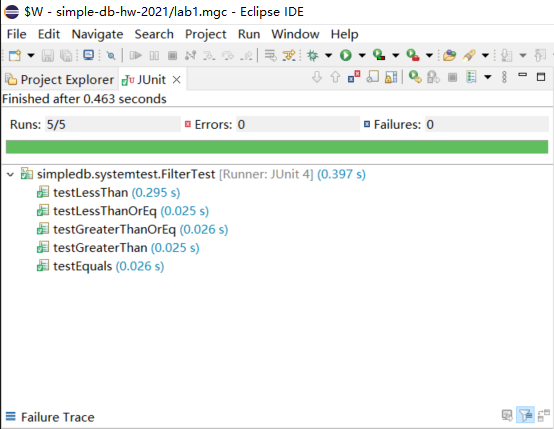 $W - simple-db-hw-2021/lab1.mgc - Eclipse IDE
File Edit Navigate Search Project Run Window Help
Project Explorer JUnit
Finished after 0.463 seconds
Runs: 5/5 Errors: 0 Failures: 0
simpledb.systemtest.FilterTest [Runner: JUnit 4] (0.397 s)
testLessThan (0.295 s)
testLessThanOrEq (0.025 s)
testGreaterThanOrEq (0.026 s)
testGreaterThan (0.025 s)
testEquals (0.026 s)
Failure Trace